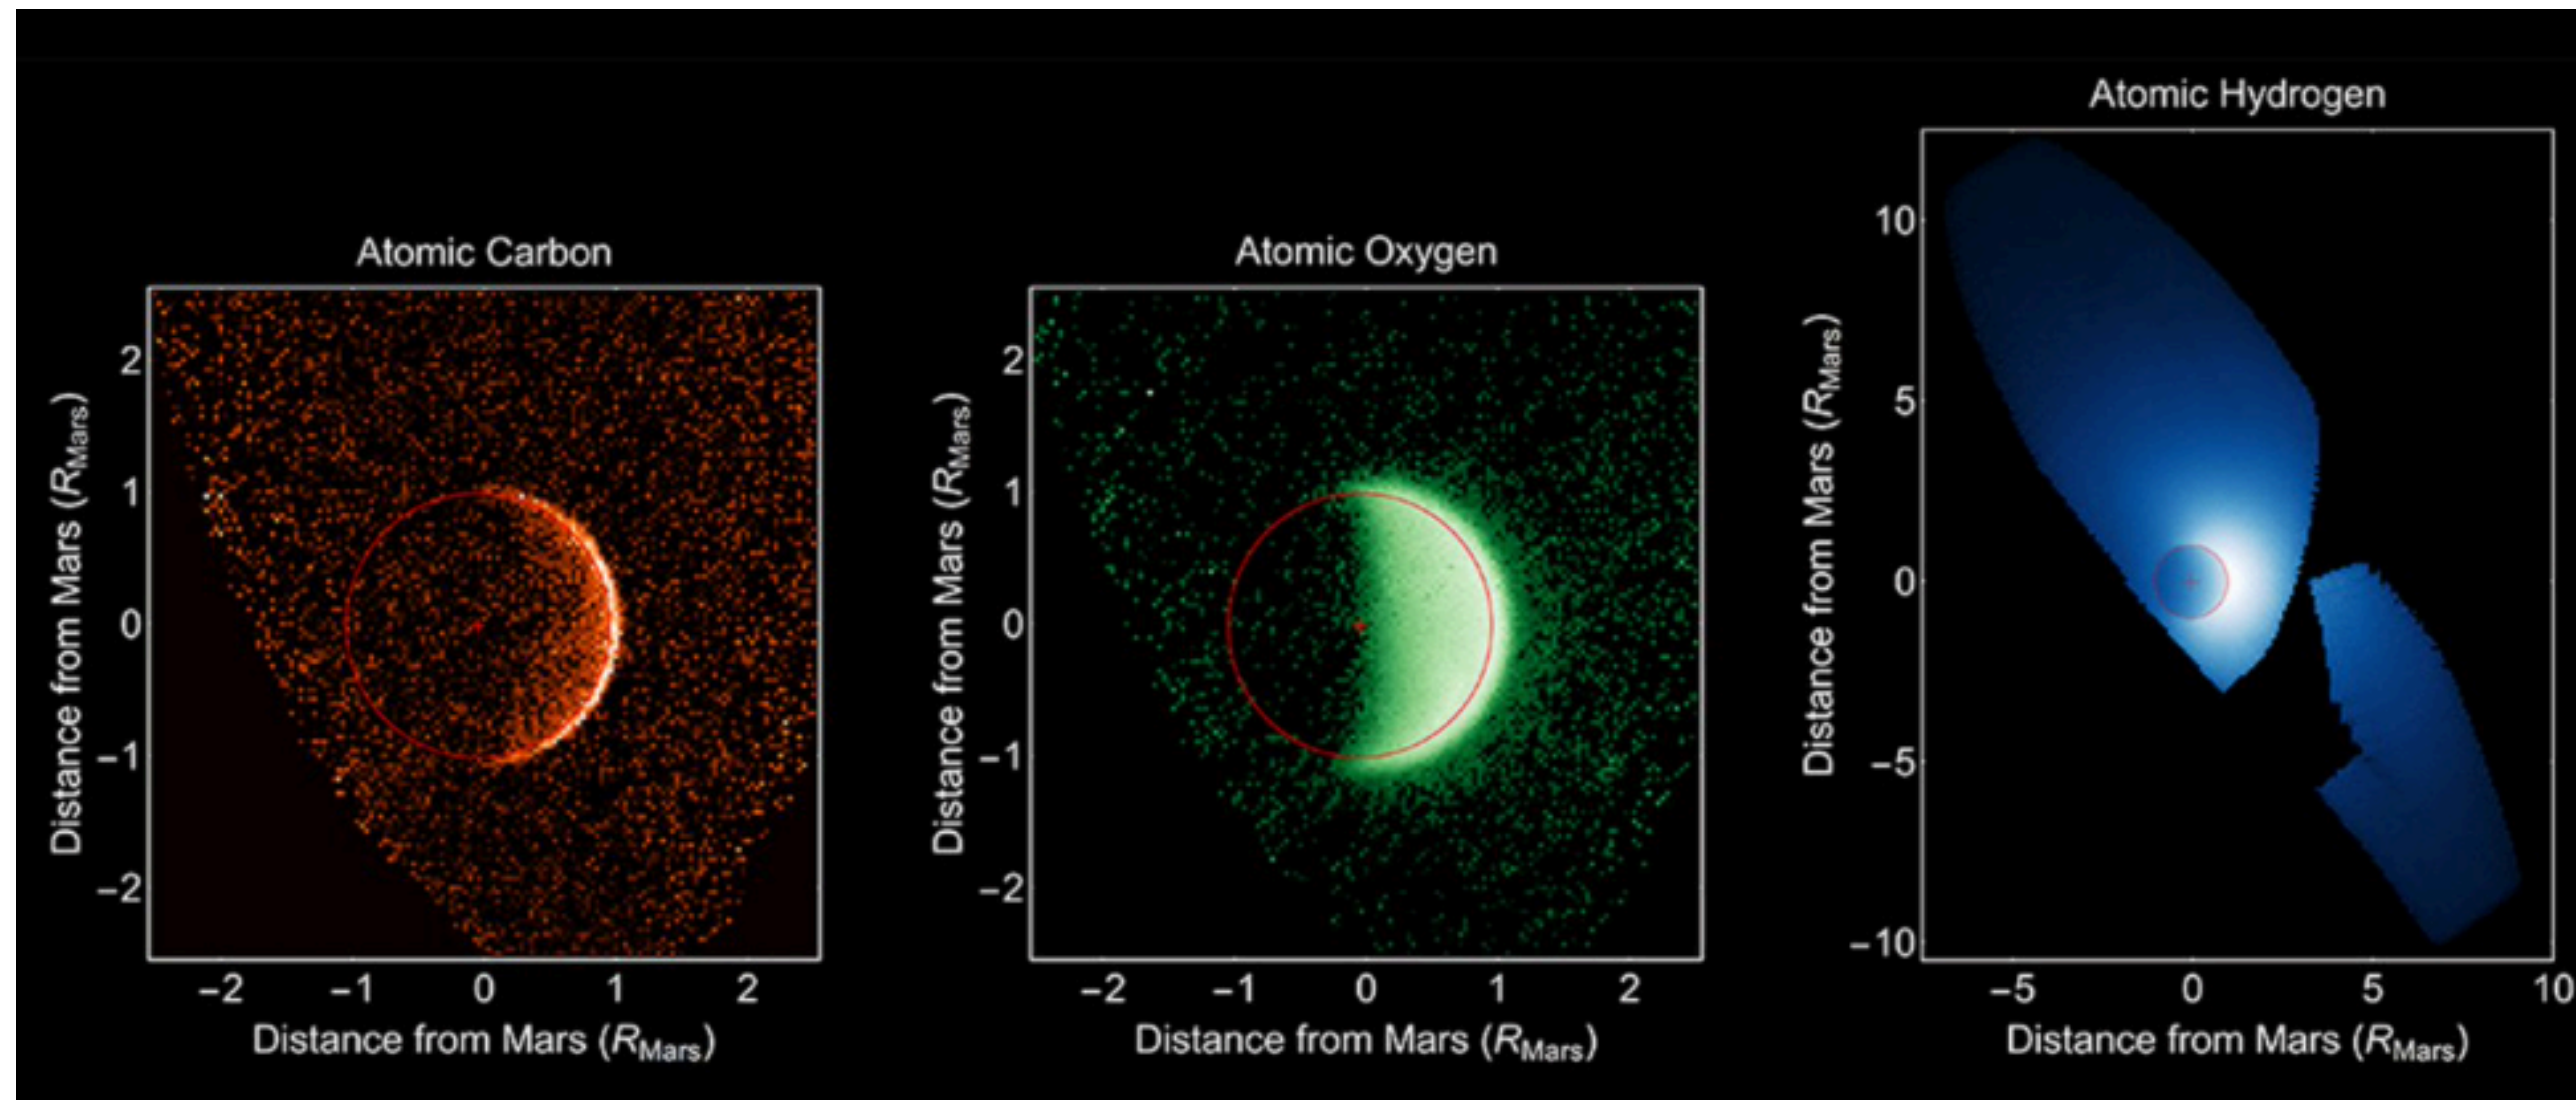 Atomic Carbon
Distance from Mars (RMars)
2
1
0
−1
−2
−2 −1 0 1 2
Distance from Mars (RMars)
Atomic Oxygen
Distance from Mars (RMars)
2
1
0
−1
−2
−2 −1 0 1 2
Distance from Mars (RMars)
Atomic Hydrogen
Distance from Mars (RMars)
10
5
0
−5
−10
−5 0 5 10
Distance from Mars (RMars)